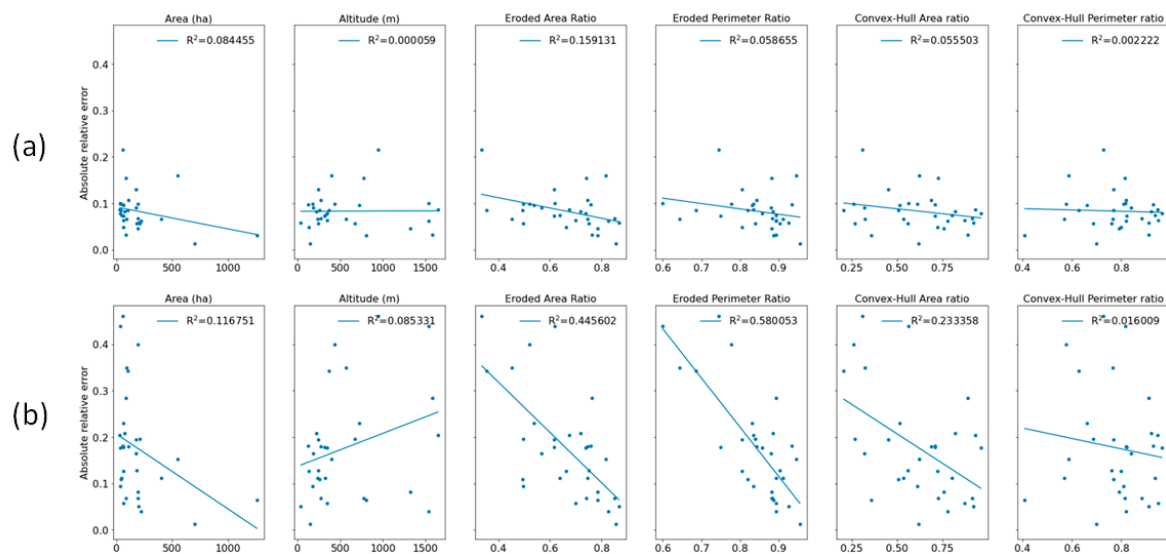 Area (ha) Altitude (m) Eroded Area Ratio Eroded Perimeter Ratio Convex-Hull Area ratio Convex-Hull Perimeter ratio
R²=0.084455 R²=0.000059 R²=0.159131 R²=0.058655 R²=0.055503 R²=0.002222
(a)
Absolute relative error
0.4
0.3
0.2
0.1
0.0
0 500 1000 0 500 1000 1500 0.4 0.6 0.8 0.6 0.7 0.8 0.9 0.25 0.50 0.75 0.4 0.6 0.8
Area (ha) Altitude (m) Eroded Area Ratio Eroded Perimeter Ratio Convex-Hull Area ratio Convex-Hull Perimeter ratio
R²=0.116751 R²=0.085331 R²=0.445602 R²=0.580053 R²=0.233358 R²=0.016009
(b)
Absolute relative error
0.4
0.3
0.2
0.1
0.0
0 500 1000 0 500 1000 1500 0.4 0.6 0.8 0.6 0.7 0.8 0.9 0.25 0.50 0.75 0.4 0.6 0.8